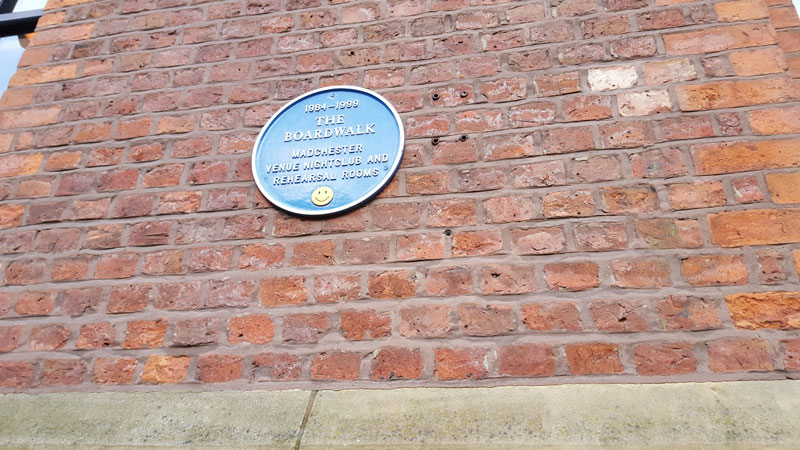 1984-1999
THE
BOARDWALK
MADCHESTER
VENUE NIGHTCLUB AND
REHEARSAL ROOMS